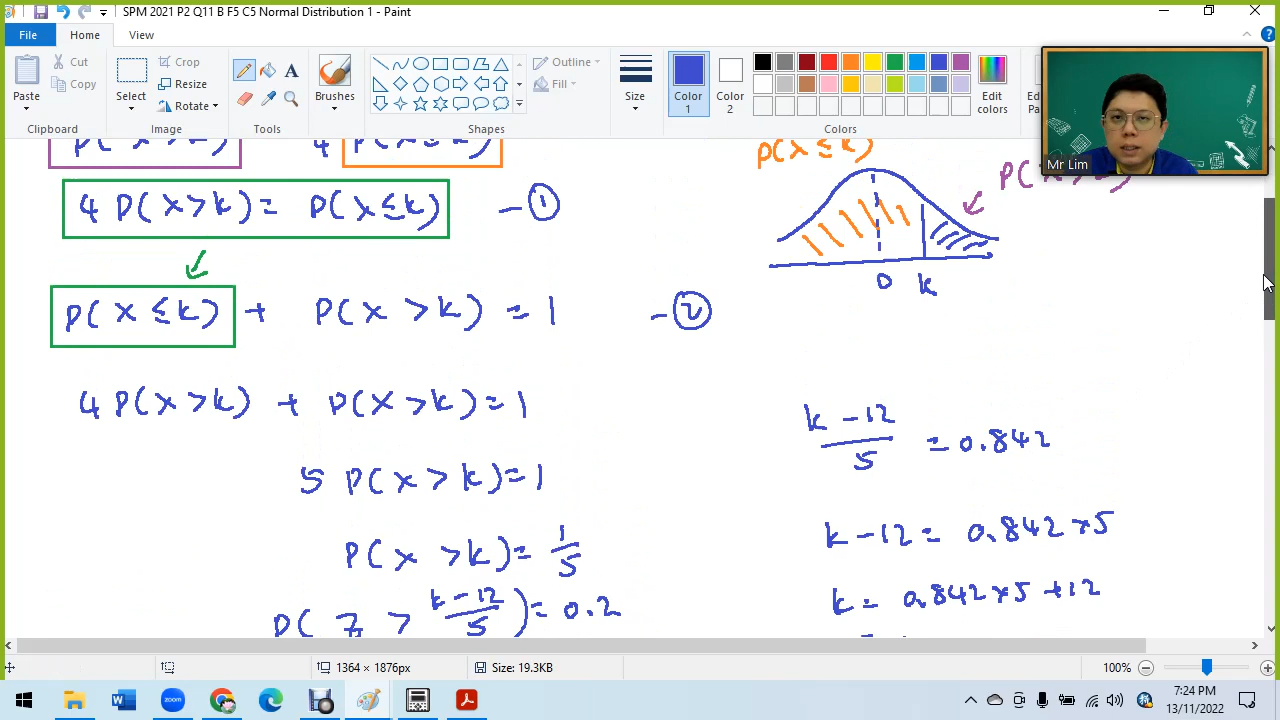 SPM 2021 P2 Q11 B F5 C5 Normal Distribution 1 - Paint
File Home View
Paste
Cut
Copy
Clipboard
Select
Crop
Resize
Rotate
Image
A
Tools
Brushes
Outline
Fill
Shapes
Size
Color 1
Color 2
Edit colors
Colors
Mr Lim
P(X ≤ k)
4 P(X > k) = P(X ≤ k) - ①
0 k
P(X ≤ k) + P(X > k) = 1 - ②
4 P(X > k) + P(X > k) = 1
5 P(X > k) = 1
P(X > k) = 1/5
P(Z > (k - 12)/5) = 0.2
(k - 12)/5 = 0.842
k - 12 = 0.842 × 5
k = 0.842 × 5 + 12
1364 × 1876px
Size: 19.3KB
100%
zoom
7:24 PM
13/11/2022